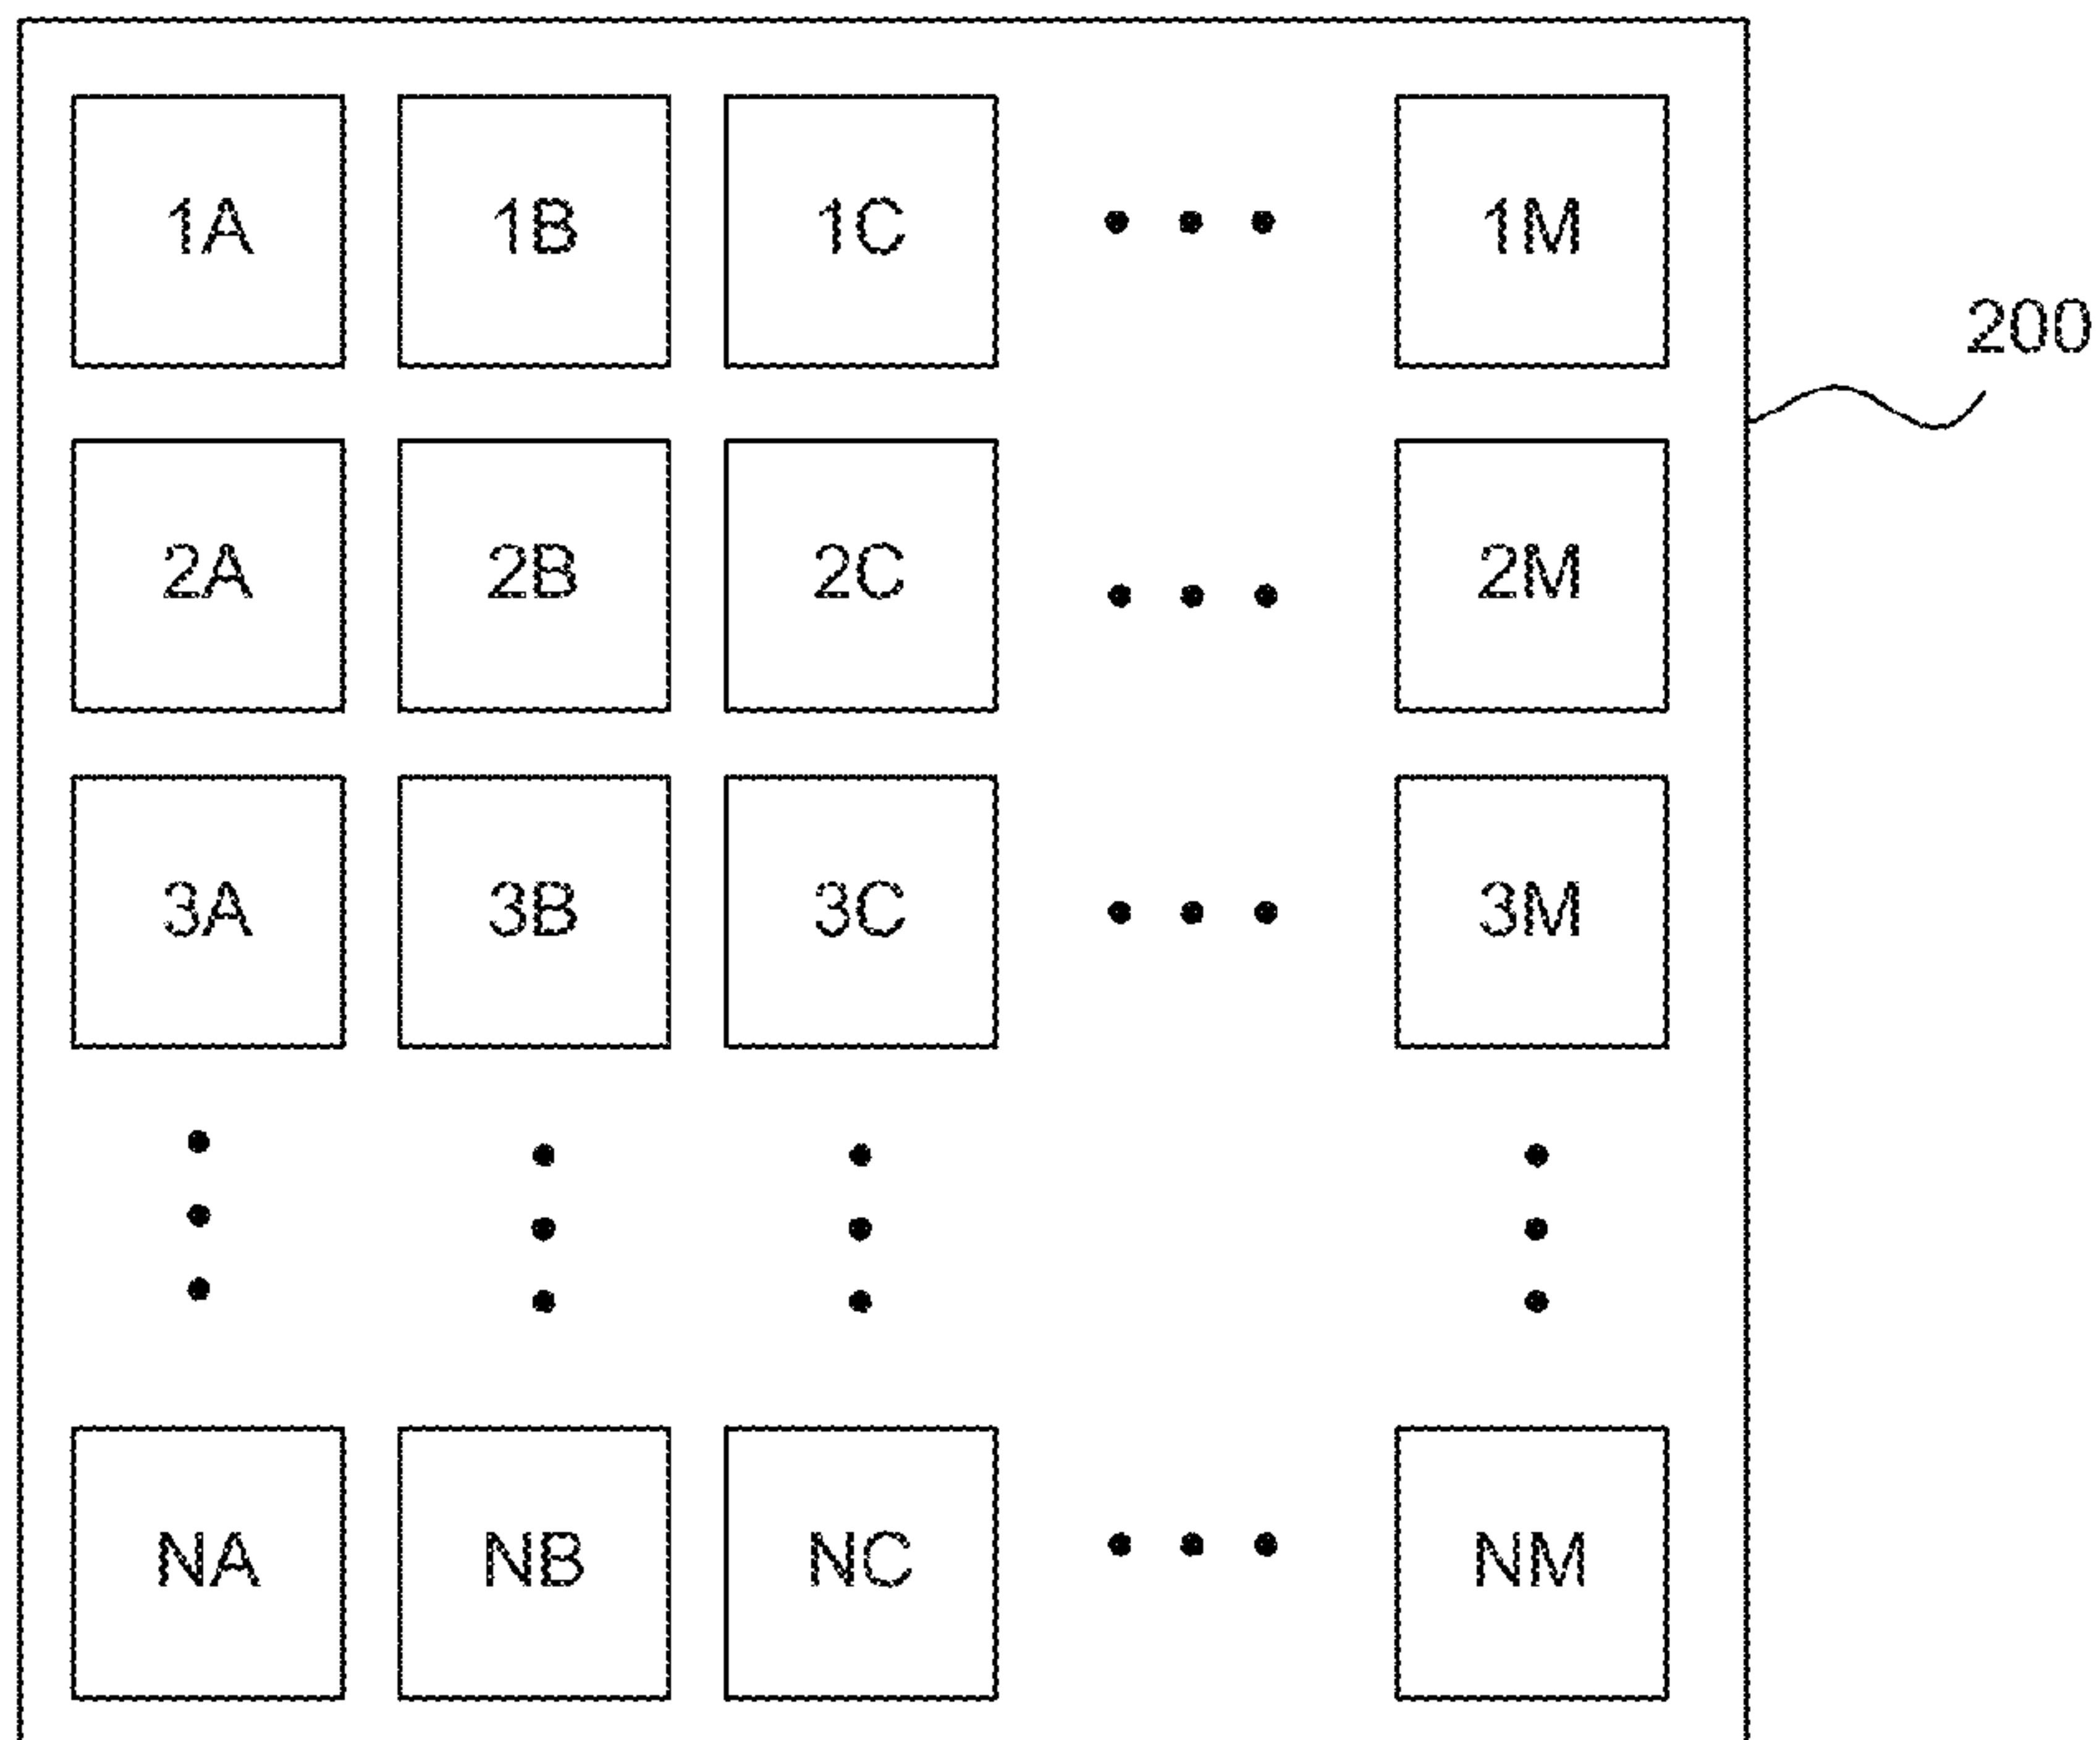 1A 1B 1C • • • 1M
200
2A 2B 2C • • • 2M
3A 3B 3C • • • 3M
NA NB NC • • • NM